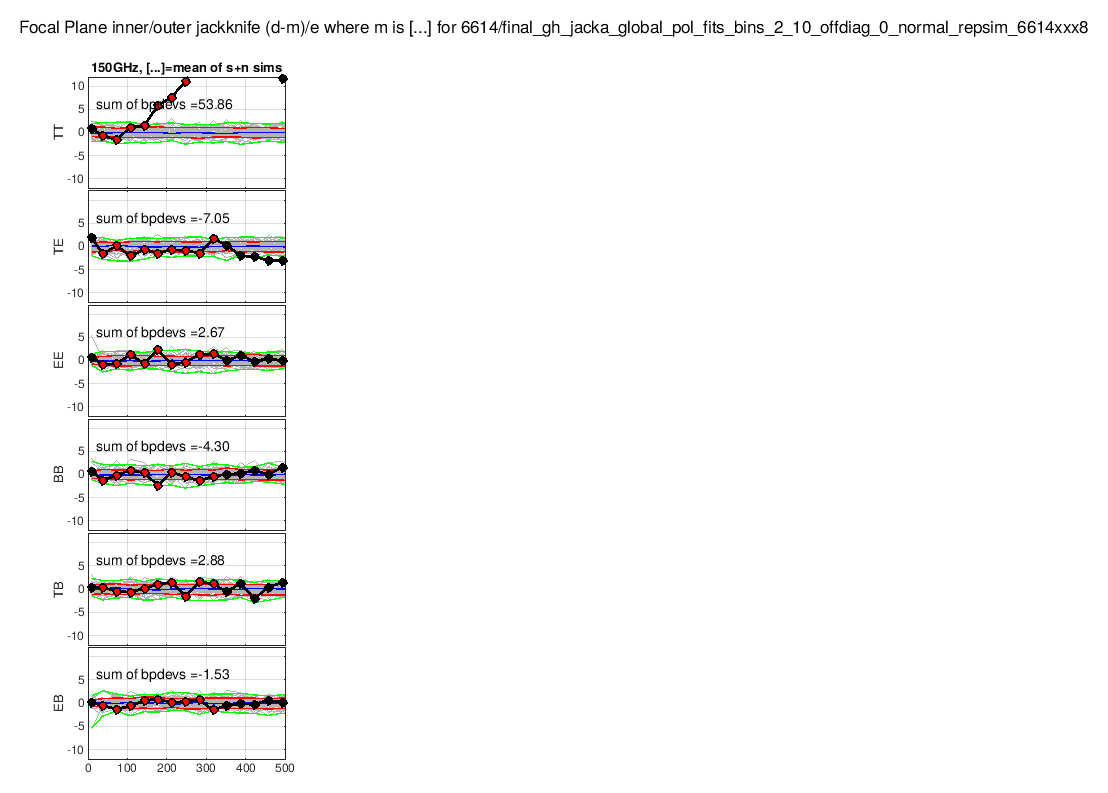 Focal Plane inner/outer jackknife (d-m)/e where m is [...] for 6614/final_gh_jacka_global_pol_fits_bins_2_10_offdiag_0_normal_repsim_6614xxx8
150GHz, [...]=mean of s+n sims
10
5
0
-5
-10
TT
sum of bpdevs =53.86
5
0
-5
-10
TE
sum of bpdevs =-7.05
5
0
-5
-10
EE
sum of bpdevs =2.67
5
0
-5
-10
BB
sum of bpdevs =-4.30
5
0
-5
-10
TB
sum of bpdevs =2.88
5
0
-5
-10
EB
sum of bpdevs =-1.53
0 100 200 300 400 500